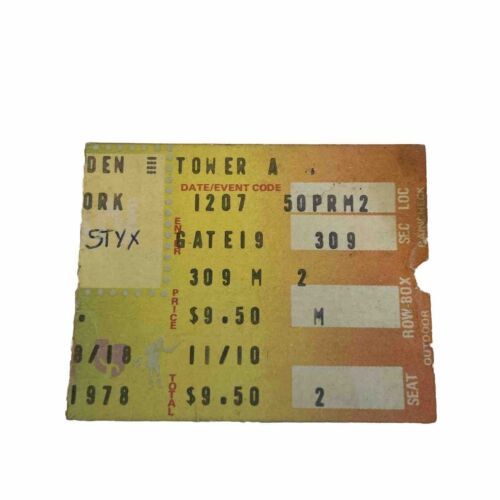 DEN TOWER A
DATE/EVENT CODE
ORK 1207 50PRM2
STYX ENTER GATE19 309 SEC LOC
309 M 2
PRICE $9.50 M ROW-BOX
OUTDOOR
8/18 11/10
1978 TOTAL $9.50 2 SEAT